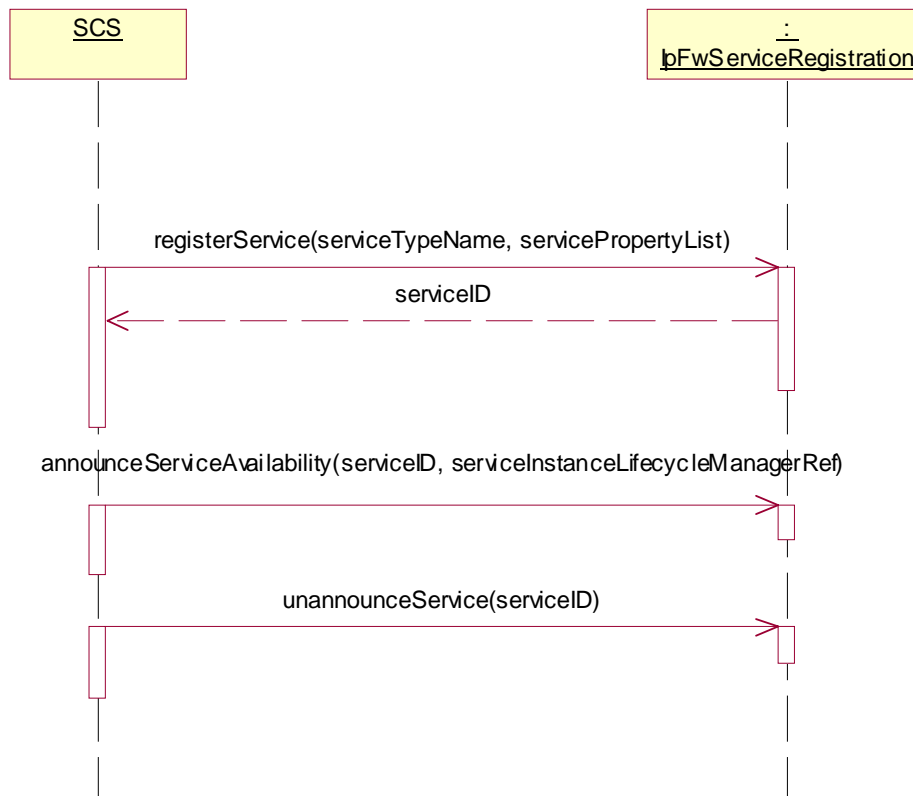 SCS
:
IpFwServiceRegistration
registerService(serviceTypeName, servicePropertyList)
serviceID
announceServiceAvailability(serviceID, serviceInstanceLifecycleManagerRef)
unannounceService(serviceID)